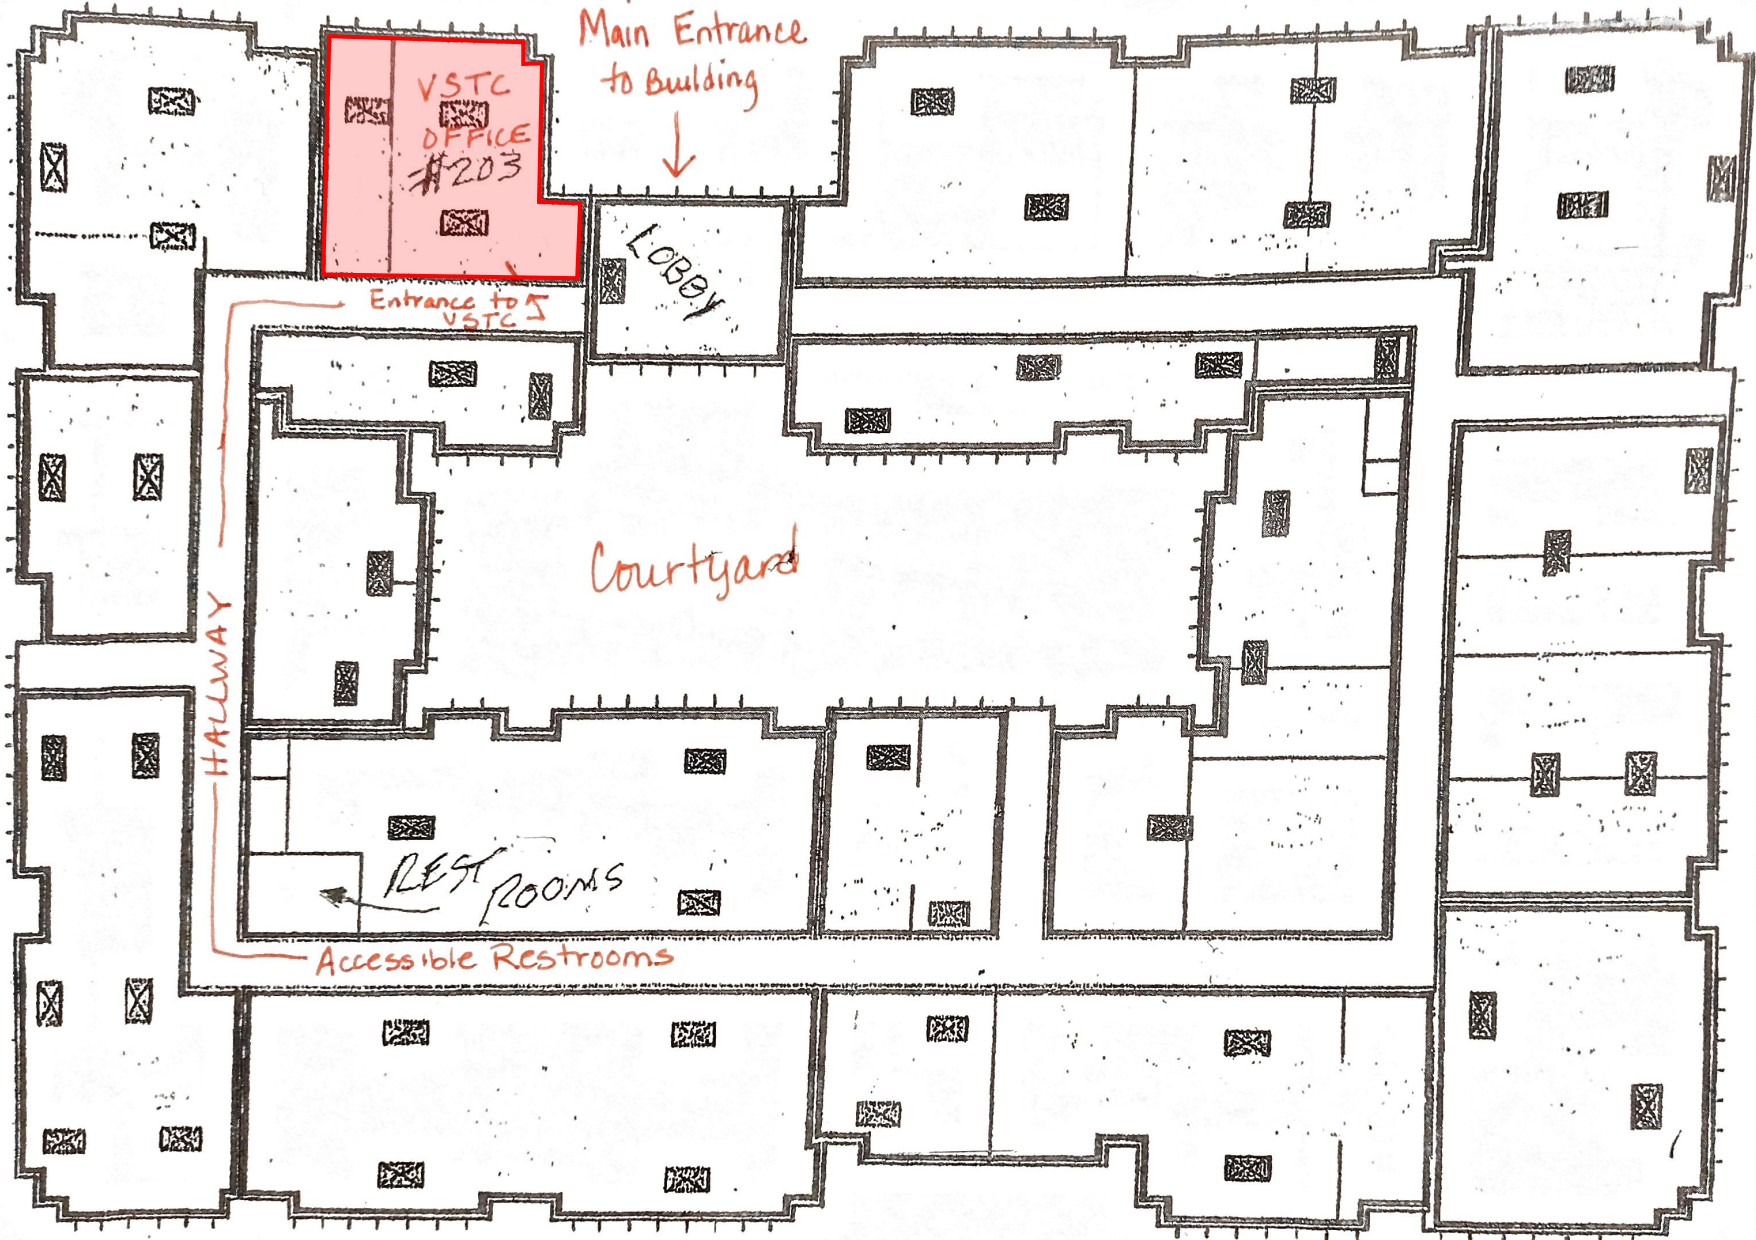 Main Entrance
to Building
VSTC
OFFICE
#203
LOBBY
Entrance to
VSTC
Courtyard
HALLWAY
REST
ROOMS
Accessible Restrooms